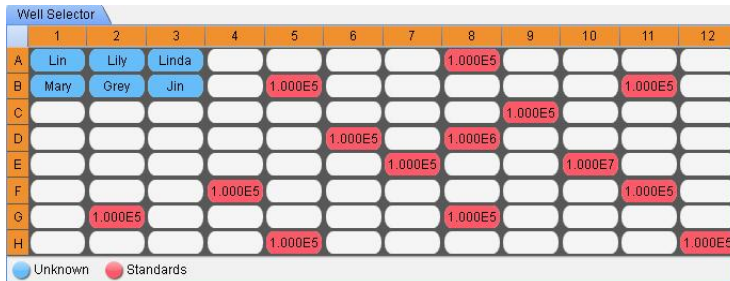 Well Selector
1 2 3 4 5 6 7 8 9 10 11 12
A Lin Lily Linda 1.000E5
B Mary Grey Jin 1.000E5 1.000E5
C 1.000E5
D 1.000E5 1.000E6
E 1.000E5 1.000E7
F 1.000E5 1.000E5
G 1.000E5 1.000E5
H 1.000E5 1.000E5
Unknown Standards